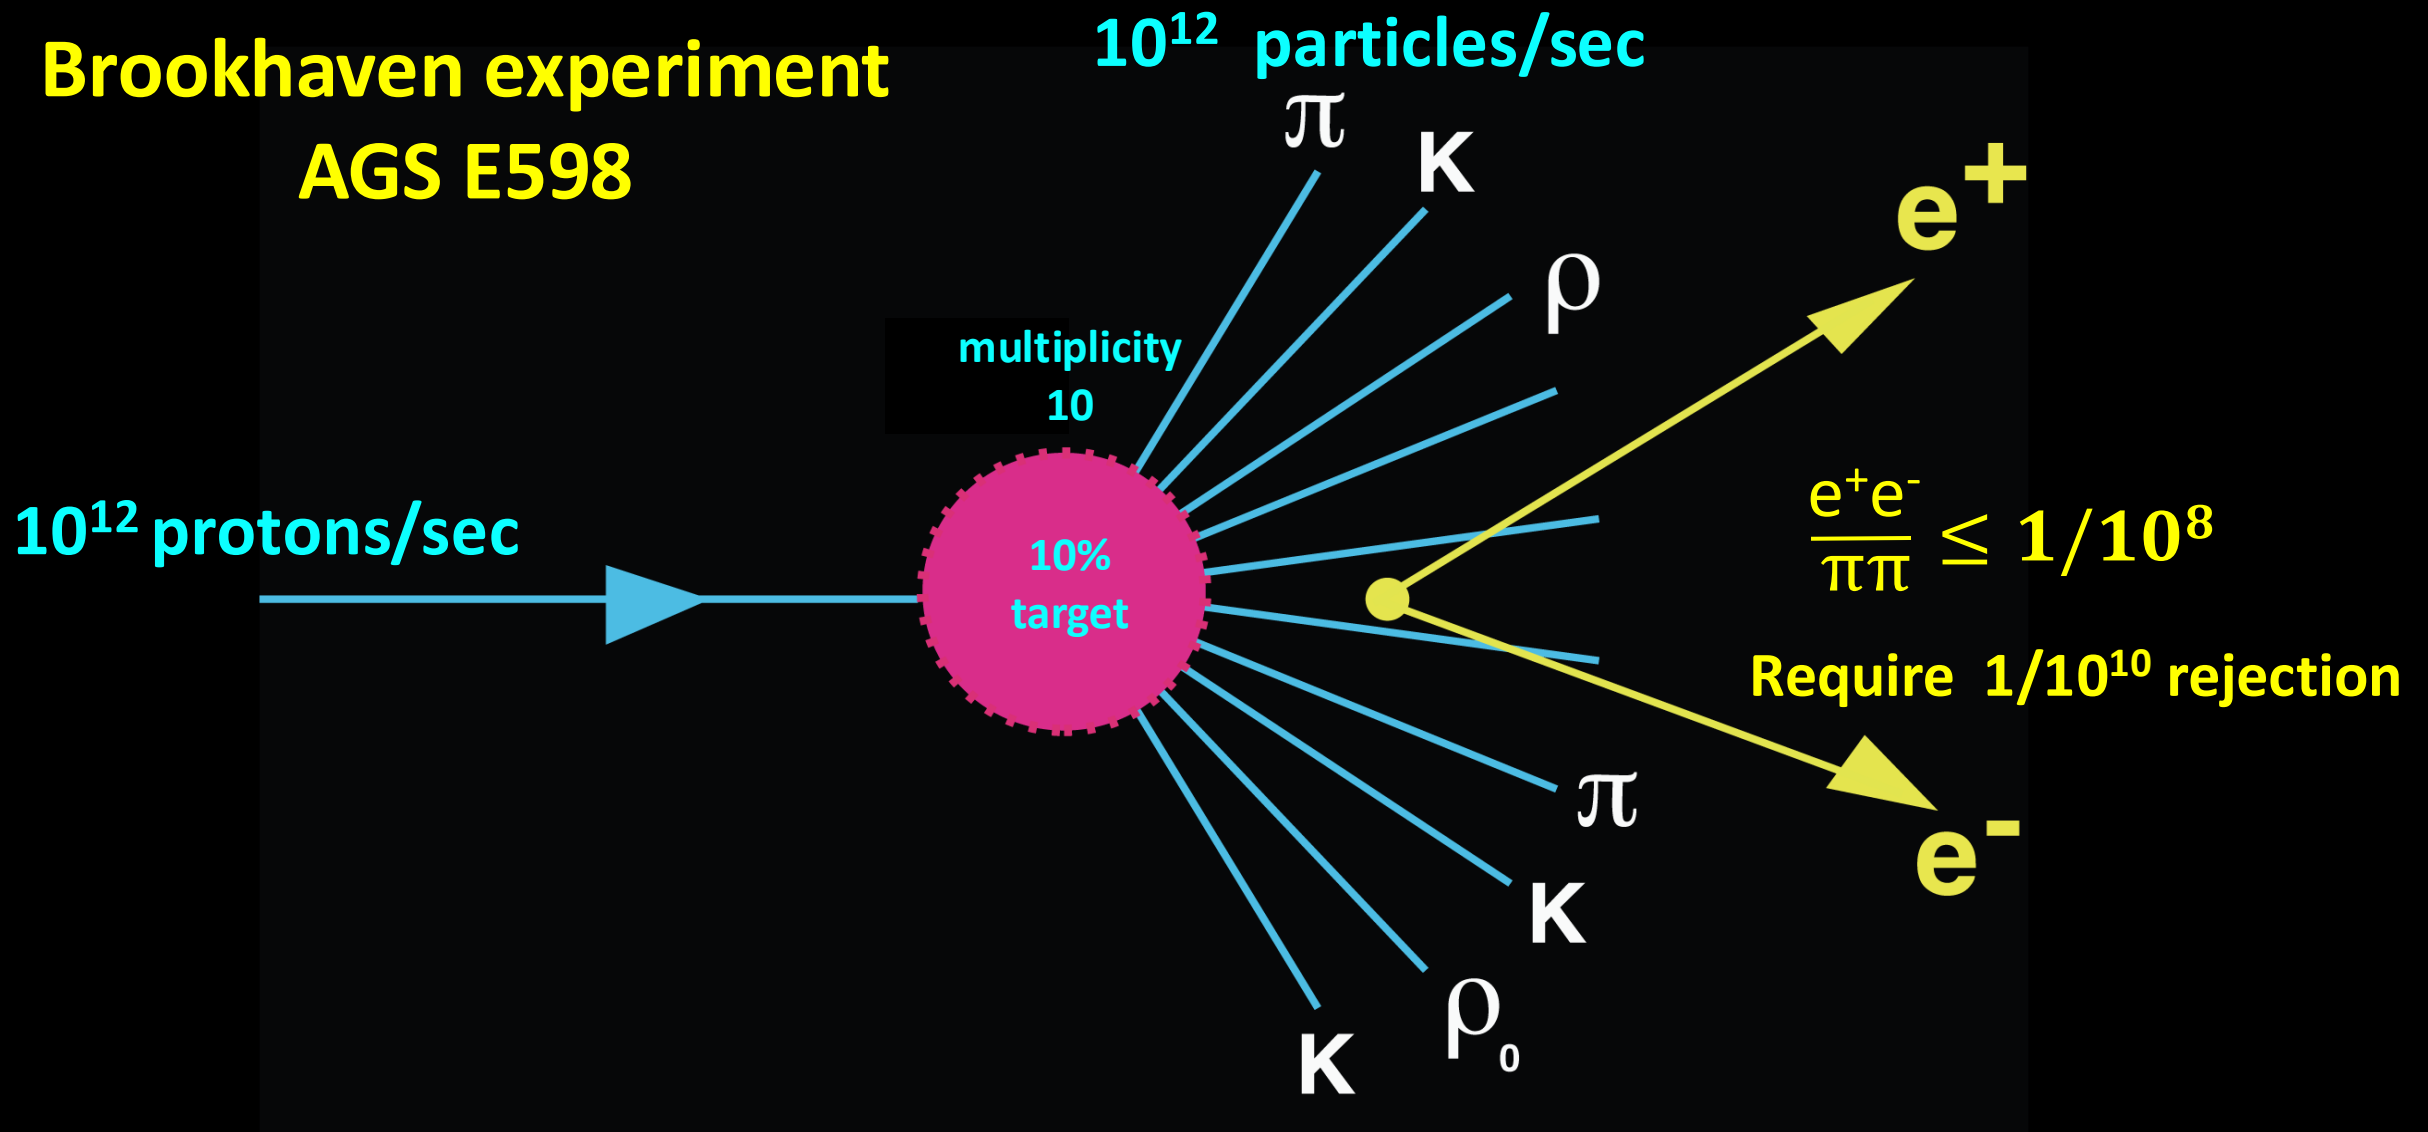 Brookhaven experiment
AGS E598
10¹² particles/sec
π
K
ρ
e⁺
multiplicity
10
10¹² protons/sec
10%
target
e⁺e⁻
ππ
≤ 1/10⁸
Require 1/10¹⁰ rejection
π
K
ρ₀
K
e⁻